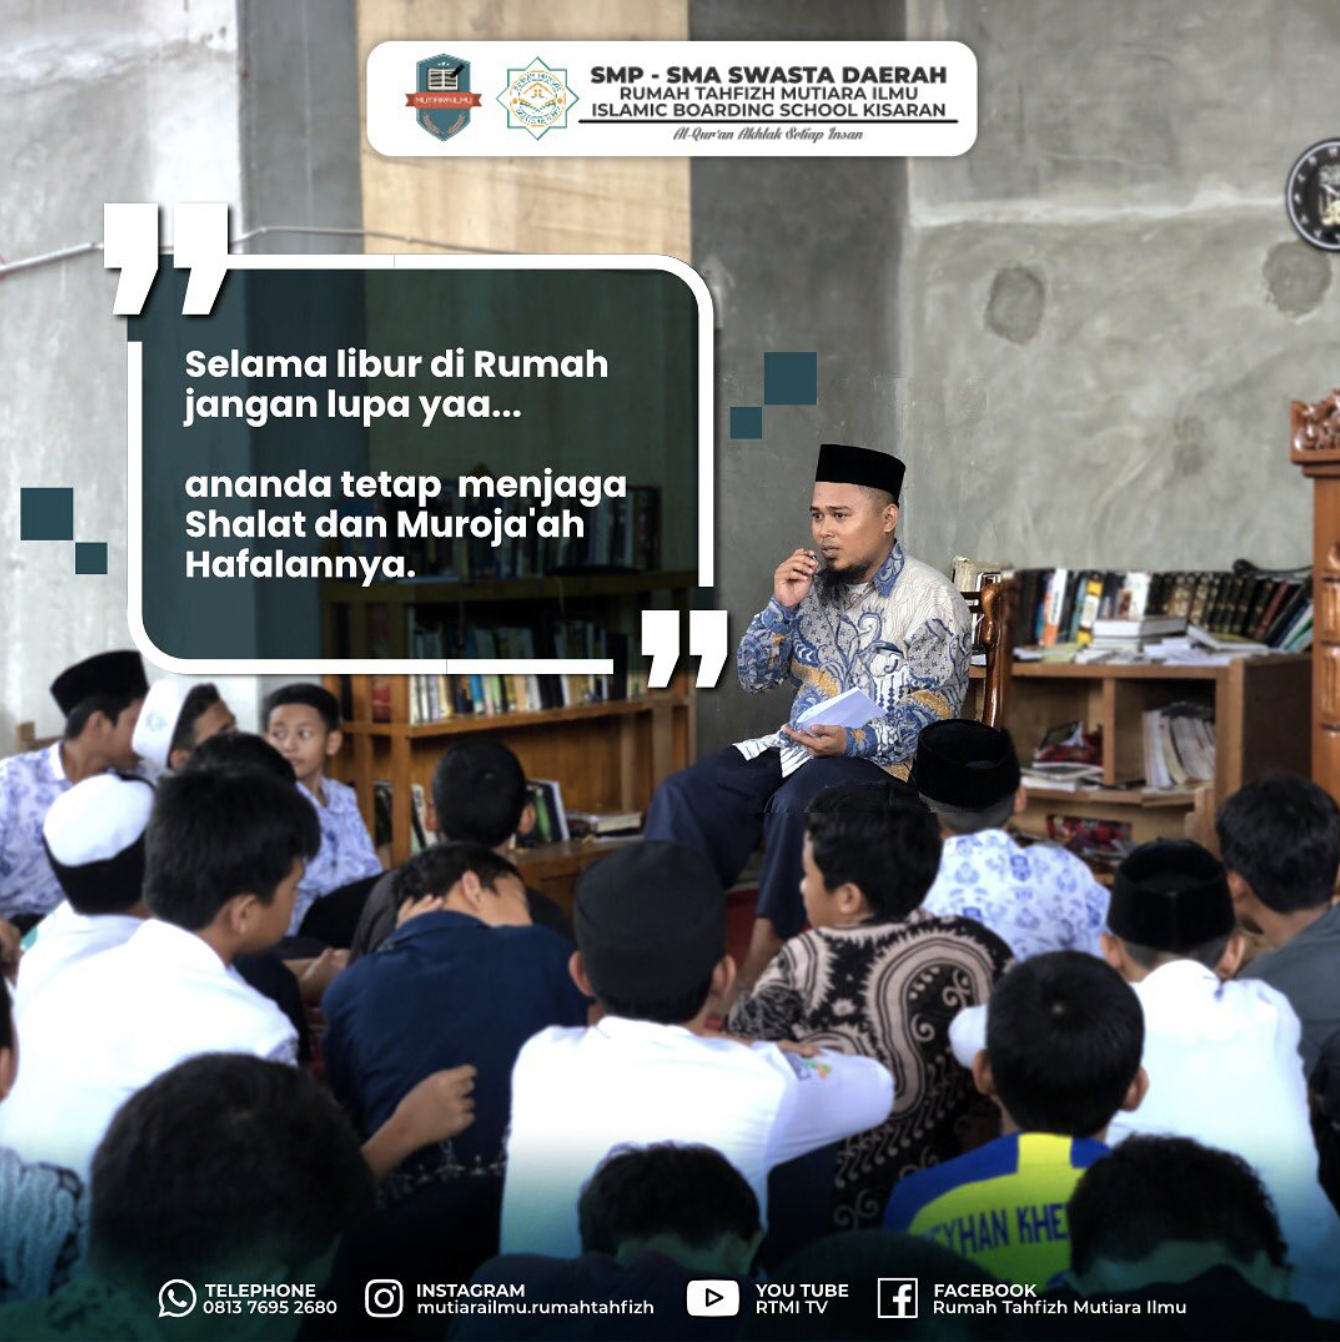 MUTIARA ILMU
SMP - SMA SWASTA DAERAH
RUMAH TAHFIZH MUTIARA ILMU
ISLAMIC BOARDING SCHOOL KISARAN
Al-Qur'an Akhlak Setiap Insan
Selama libur di Rumah
jangan lupa yaa...
ananda tetap menjaga
Shalat dan Muroja'ah
Hafalannya.
TELEPHONE
0813 7695 2680
INSTAGRAM
mutiarailmu.rumahtahfizh
YOU TUBE
RTMI TV
FACEBOOK
Rumah Tahfizh Mutiara Ilmu